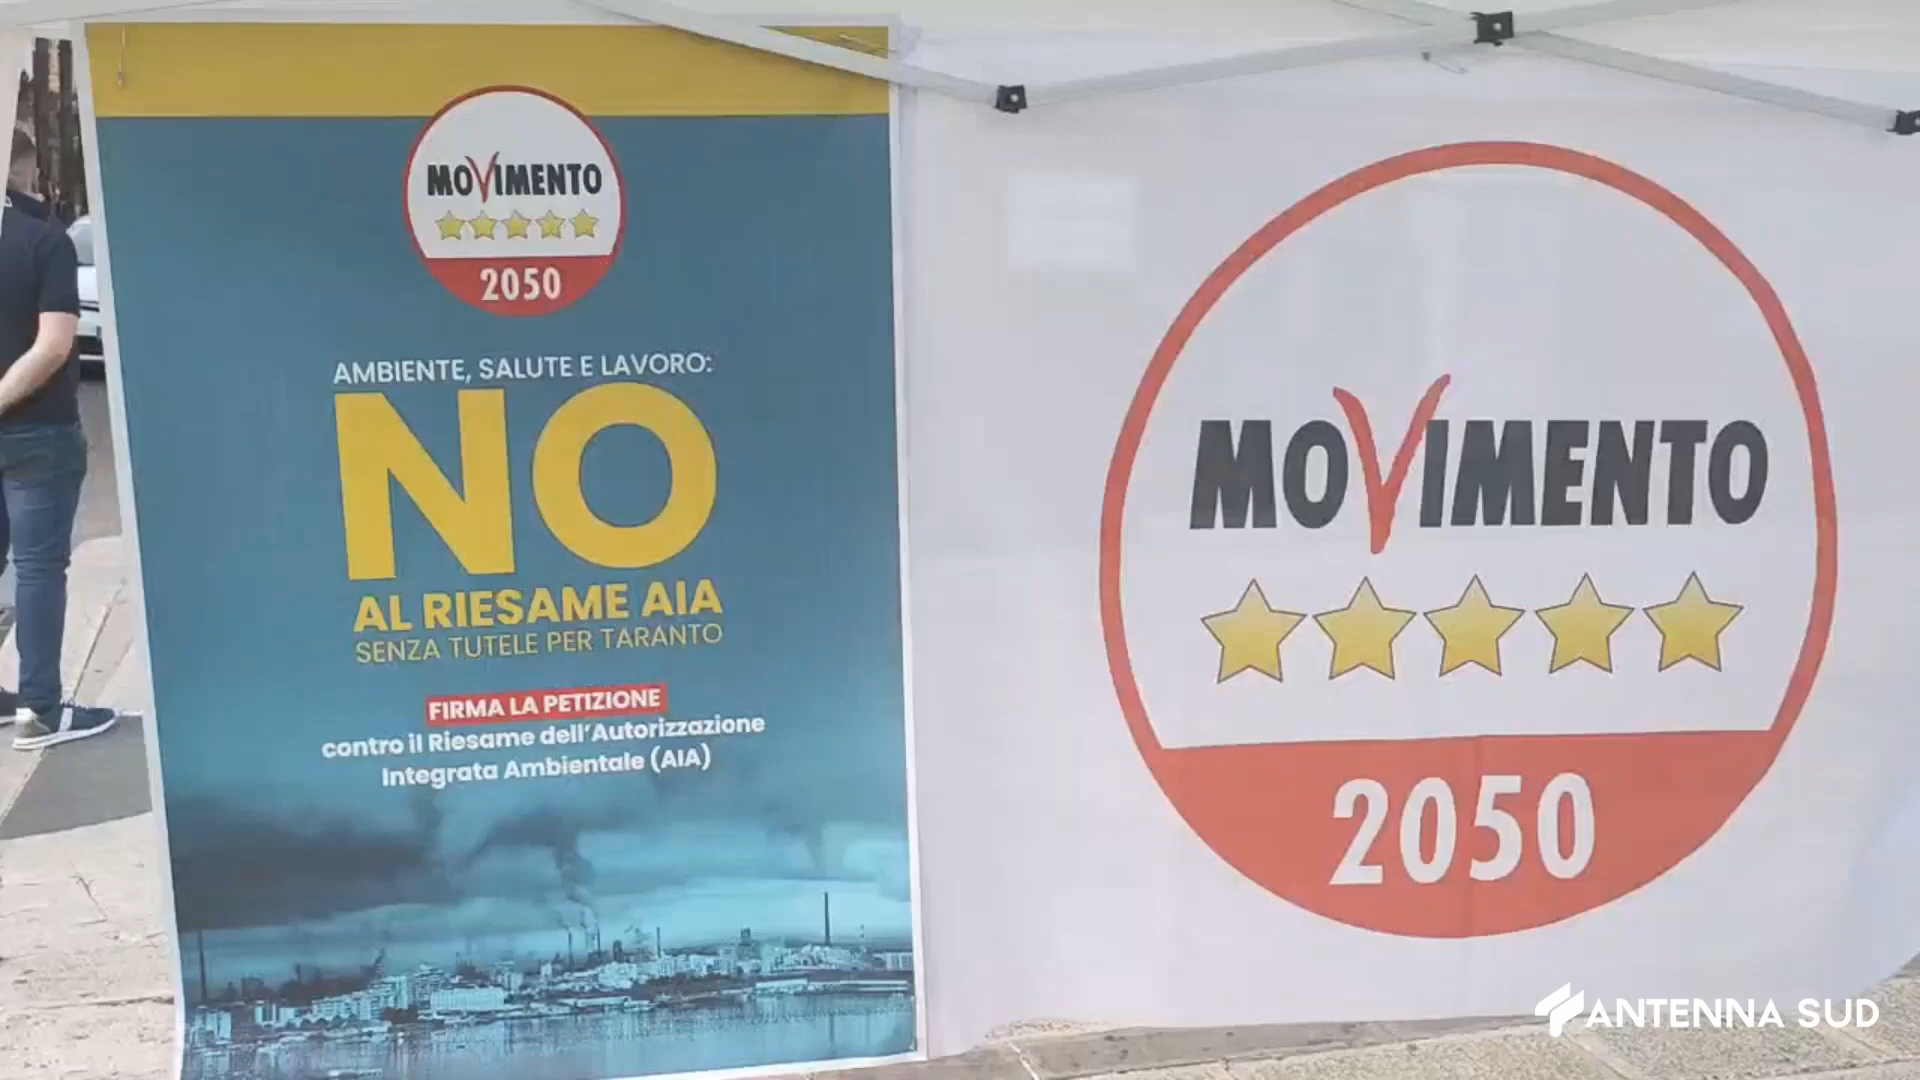 MOVIMENTO
2050
AMBIENTE, SALUTE E LAVORO:
NO
AL RIESAME AIA
SENZA TUTELE PER TARANTO
FIRMA LA PETIZIONE
contro il Riesame dell'Autorizzazione
Integrata Ambientale (AIA)
MOVIMENTO
2050
ANTENNA SUD